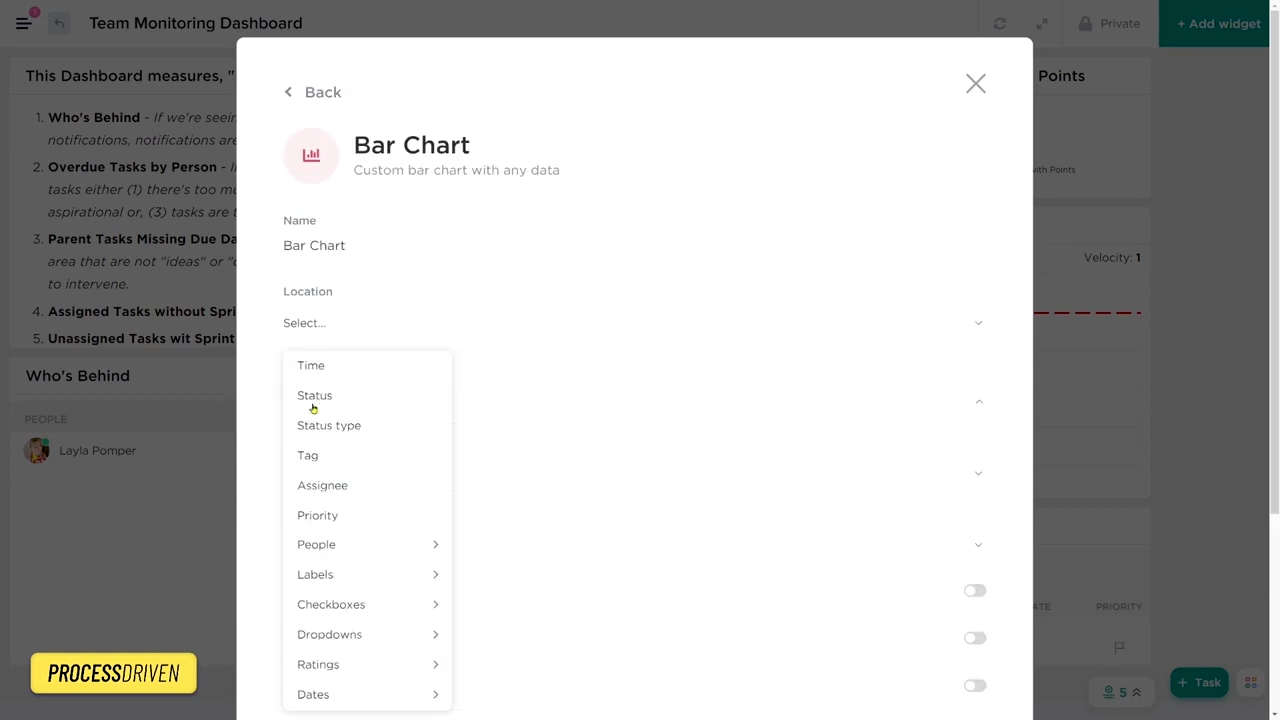 Team Monitoring Dashboard
Private
+ Add widget
This Dashboard measures, "
1. Who's Behind - If we're seein
notifications, notifications are
2. Overdue Tasks by Person - I
tasks either (1) there's too mu
aspirational or, (3) tasks are t
3. Parent Tasks Missing Due Da
area that are not "ideas" or "c
to intervene.
4. Assigned Tasks without Spri
5. Unassigned Tasks wit Sprint
Who's Behind
PEOPLE
Layla Pomper
Back
Bar Chart
Custom bar chart with any data
Name
Bar Chart
Location
Select...
Time
Status
Status type
Tag
Assignee
Priority
People
Labels
Checkboxes
Dropdowns
Ratings
Dates
Points
with Points
Velocity: 1
ATE
PRIORITY
5
+ Task
PROCESSDRIVEN